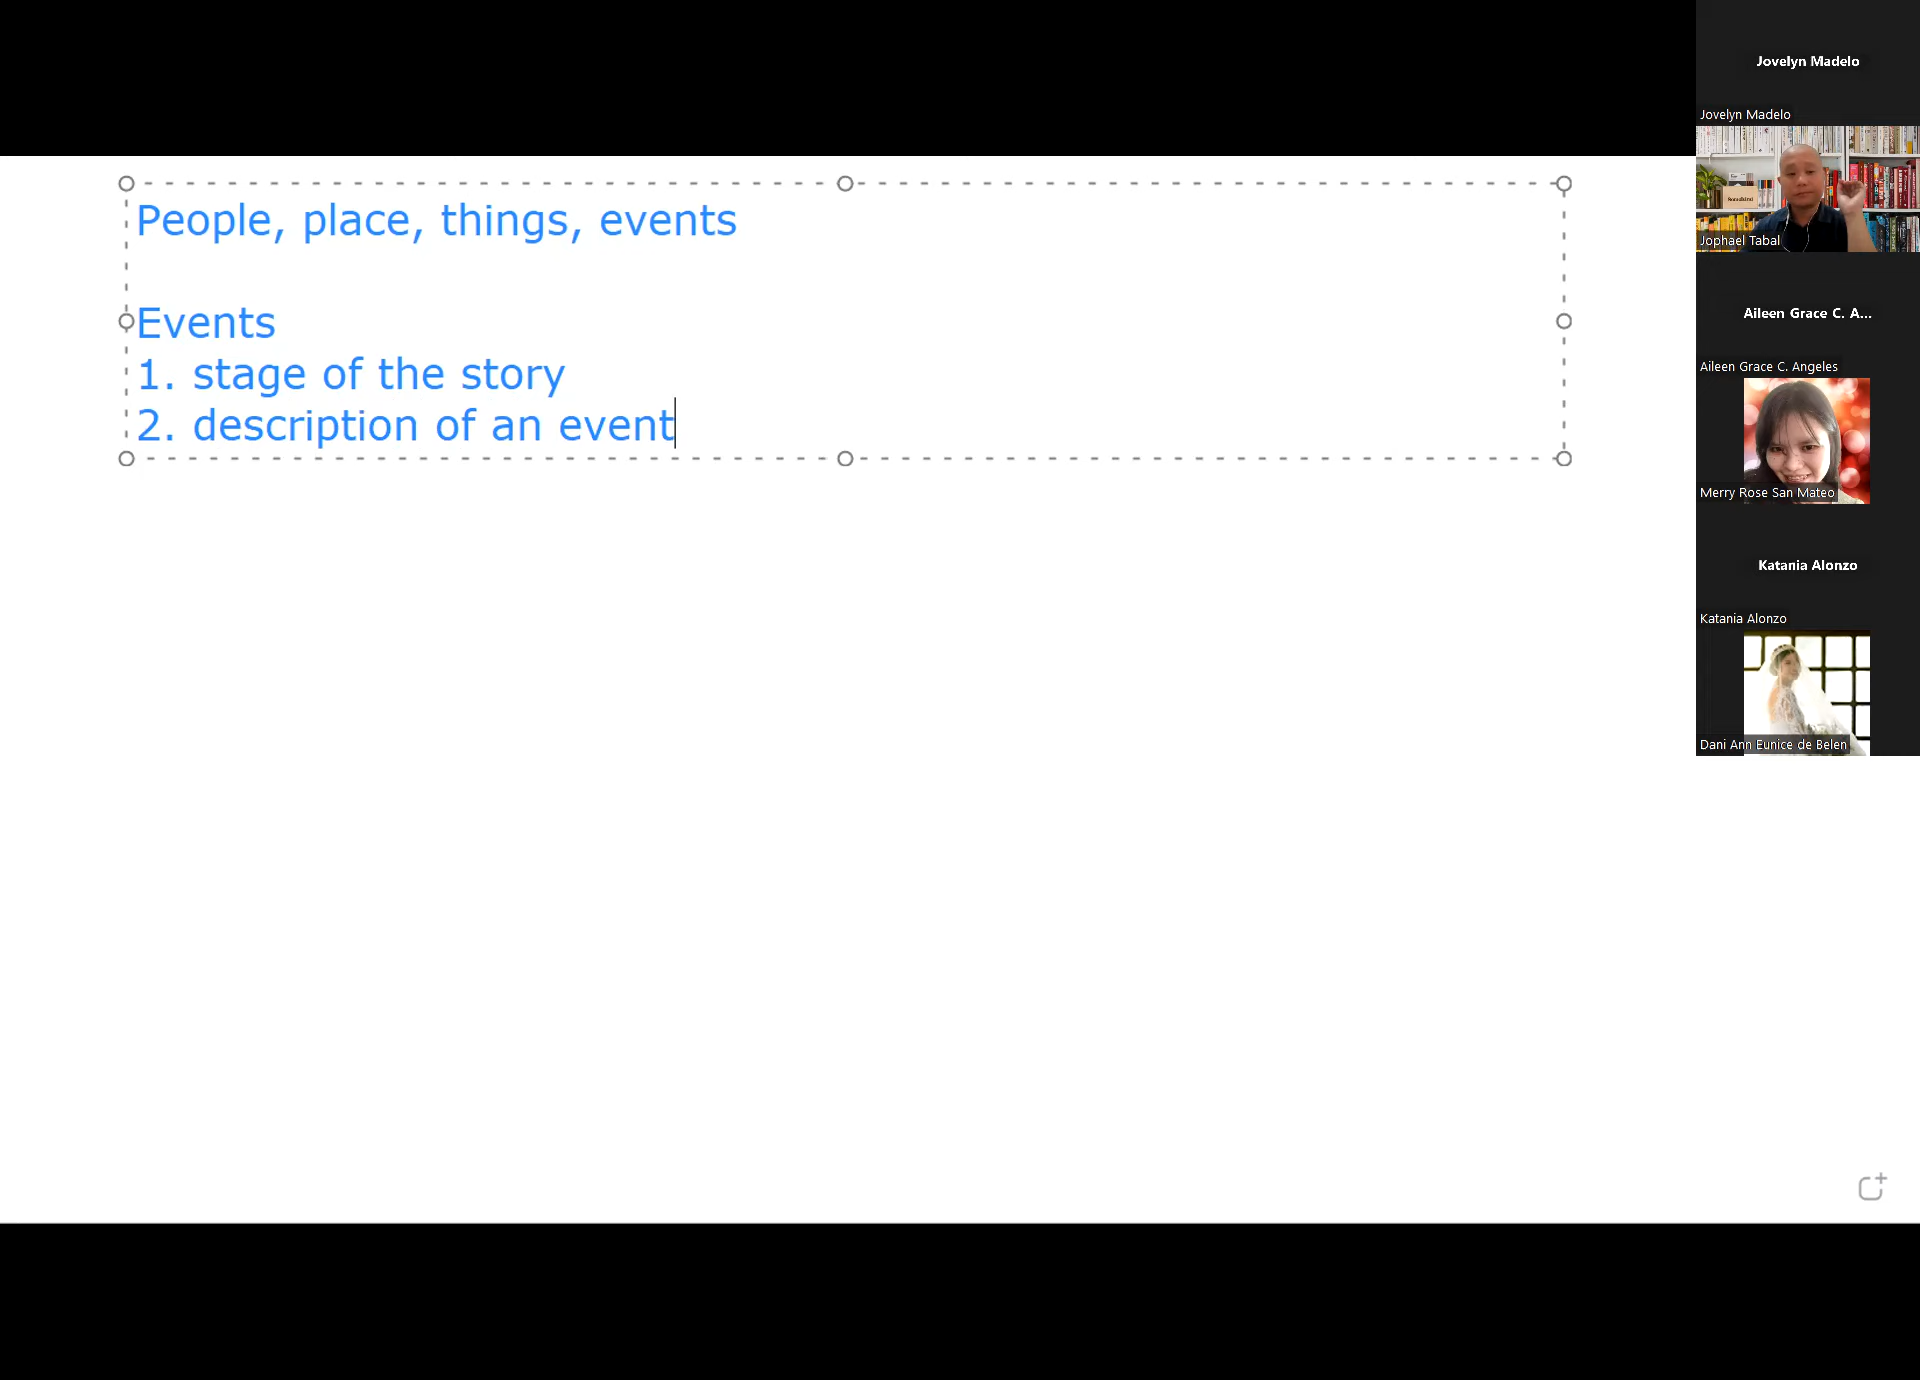 People, place, things, events
Events
1. stage of the story
2. description of an event
Jovelyn Madelo
Jovelyn Madelo
Jophael Tabal
Aileen Grace C. A...
Aileen Grace C. Angeles
Merry Rose San Mateo
Katania Alonzo
Katania Alonzo
Dani Ann Eunice de Belen